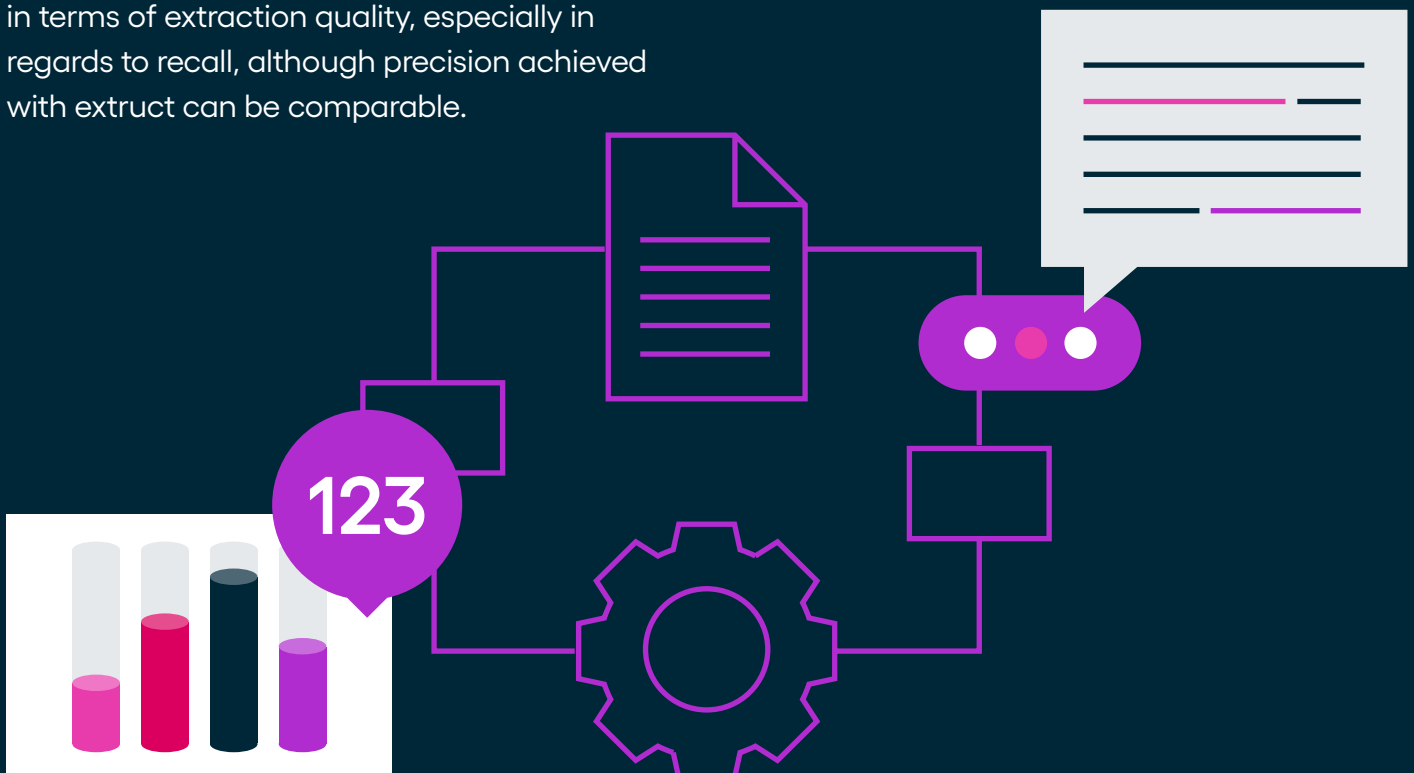 in terms of extraction quality, especially in
regards to recall, although precision achieved
with extruct can be comparable.
123